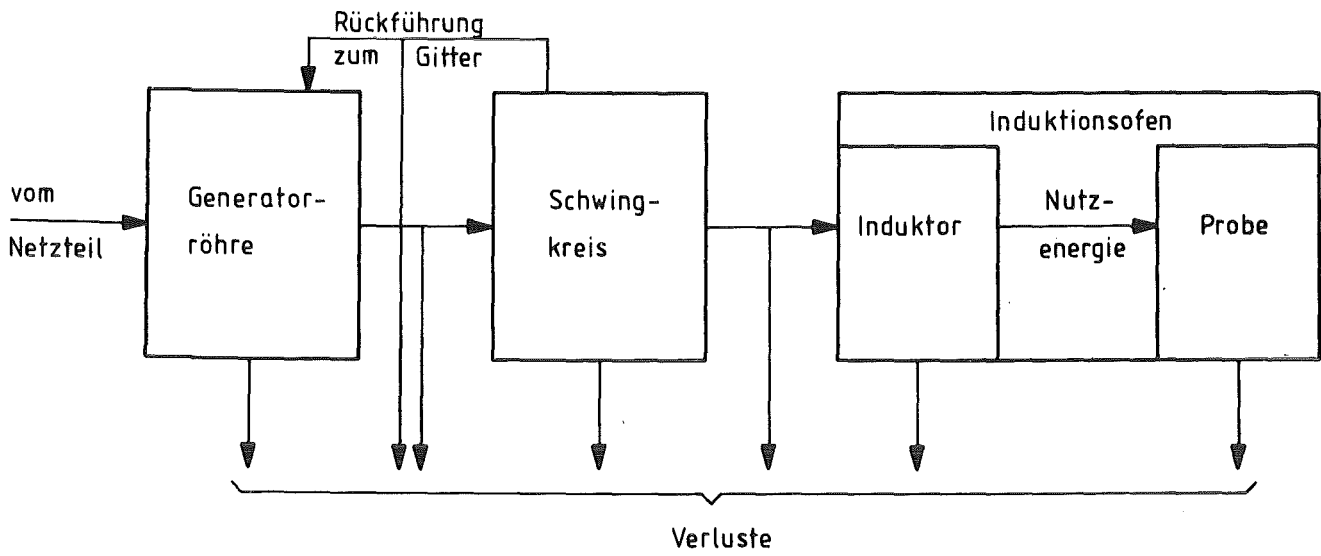 Rückführung
zum Gitter
Induktionsofen
vom
Netzteil
Generator-
röhre
Schwing-
kreis
Induktor
Nutz-
energie
Probe
Verluste